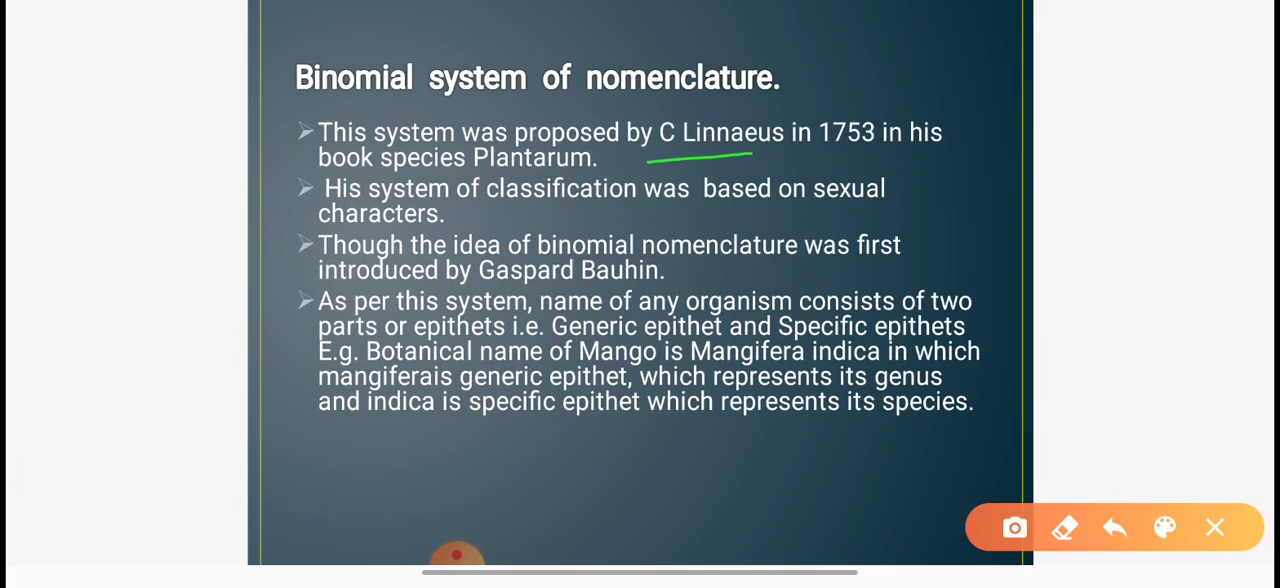 Binomial system of nomenclature.
This system was proposed by C Linnaeus in 1753 in his
book species Plantarum.
His system of classification was based on sexual
characters.
Though the idea of binomial nomenclature was first
introduced by Gaspard Bauhin.
As per this system, name of any organism consists of two
parts or epithets i.e. Generic epithet and Specific epithets
E.g. Botanical name of Mango is Mangifera indica in which
mangiferais generic epithet, which represents its genus
and indica is specific epithet which represents its species.